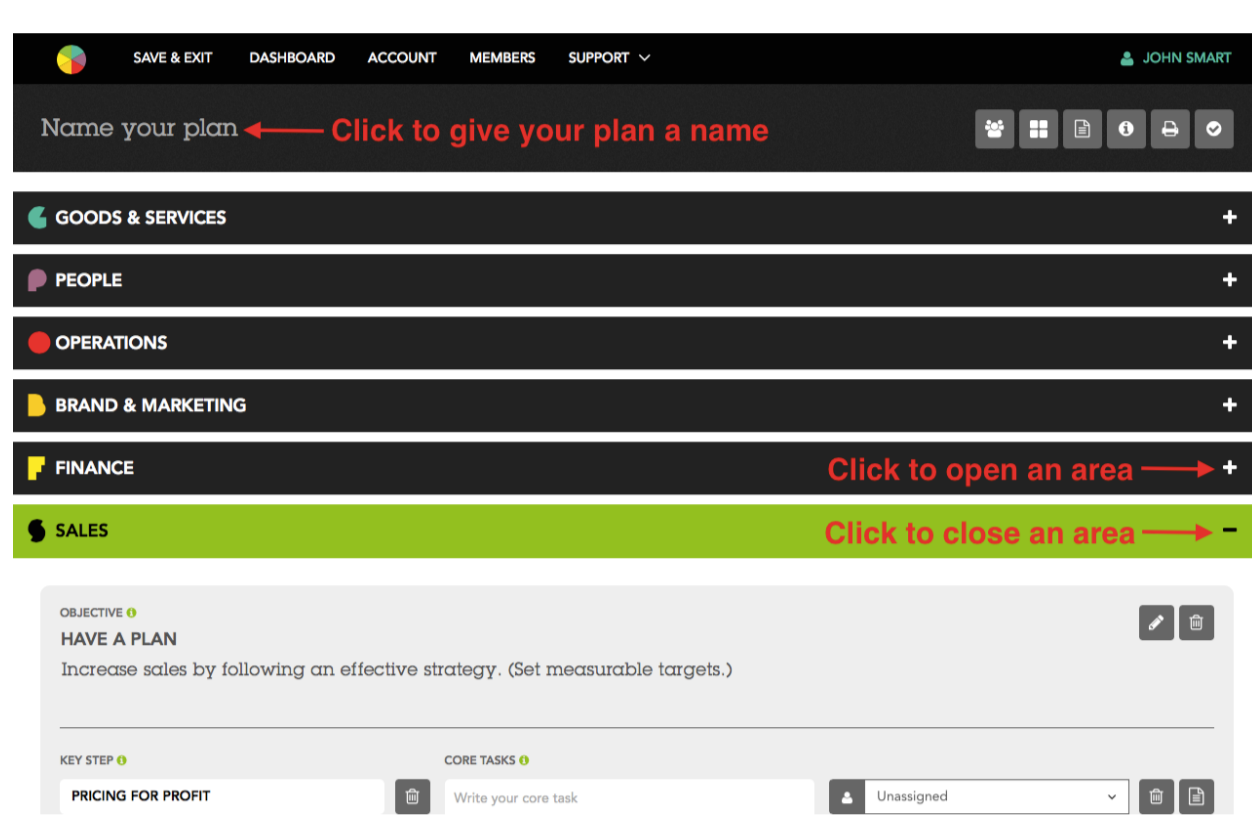 SAVE & EXIT DASHBOARD ACCOUNT MEMBERS SUPPORT JOHN SMART
Name your plan Click to give your plan a name
GOODS & SERVICES
PEOPLE
OPERATIONS
BRAND & MARKETING
FINANCE Click to open an area
SALES Click to close an area
OBJECTIVE
HAVE A PLAN
Increase sales by following an effective strategy. (Set measurable targets.)
KEY STEP CORE TASKS
PRICING FOR PROFIT Write your core task Unassigned